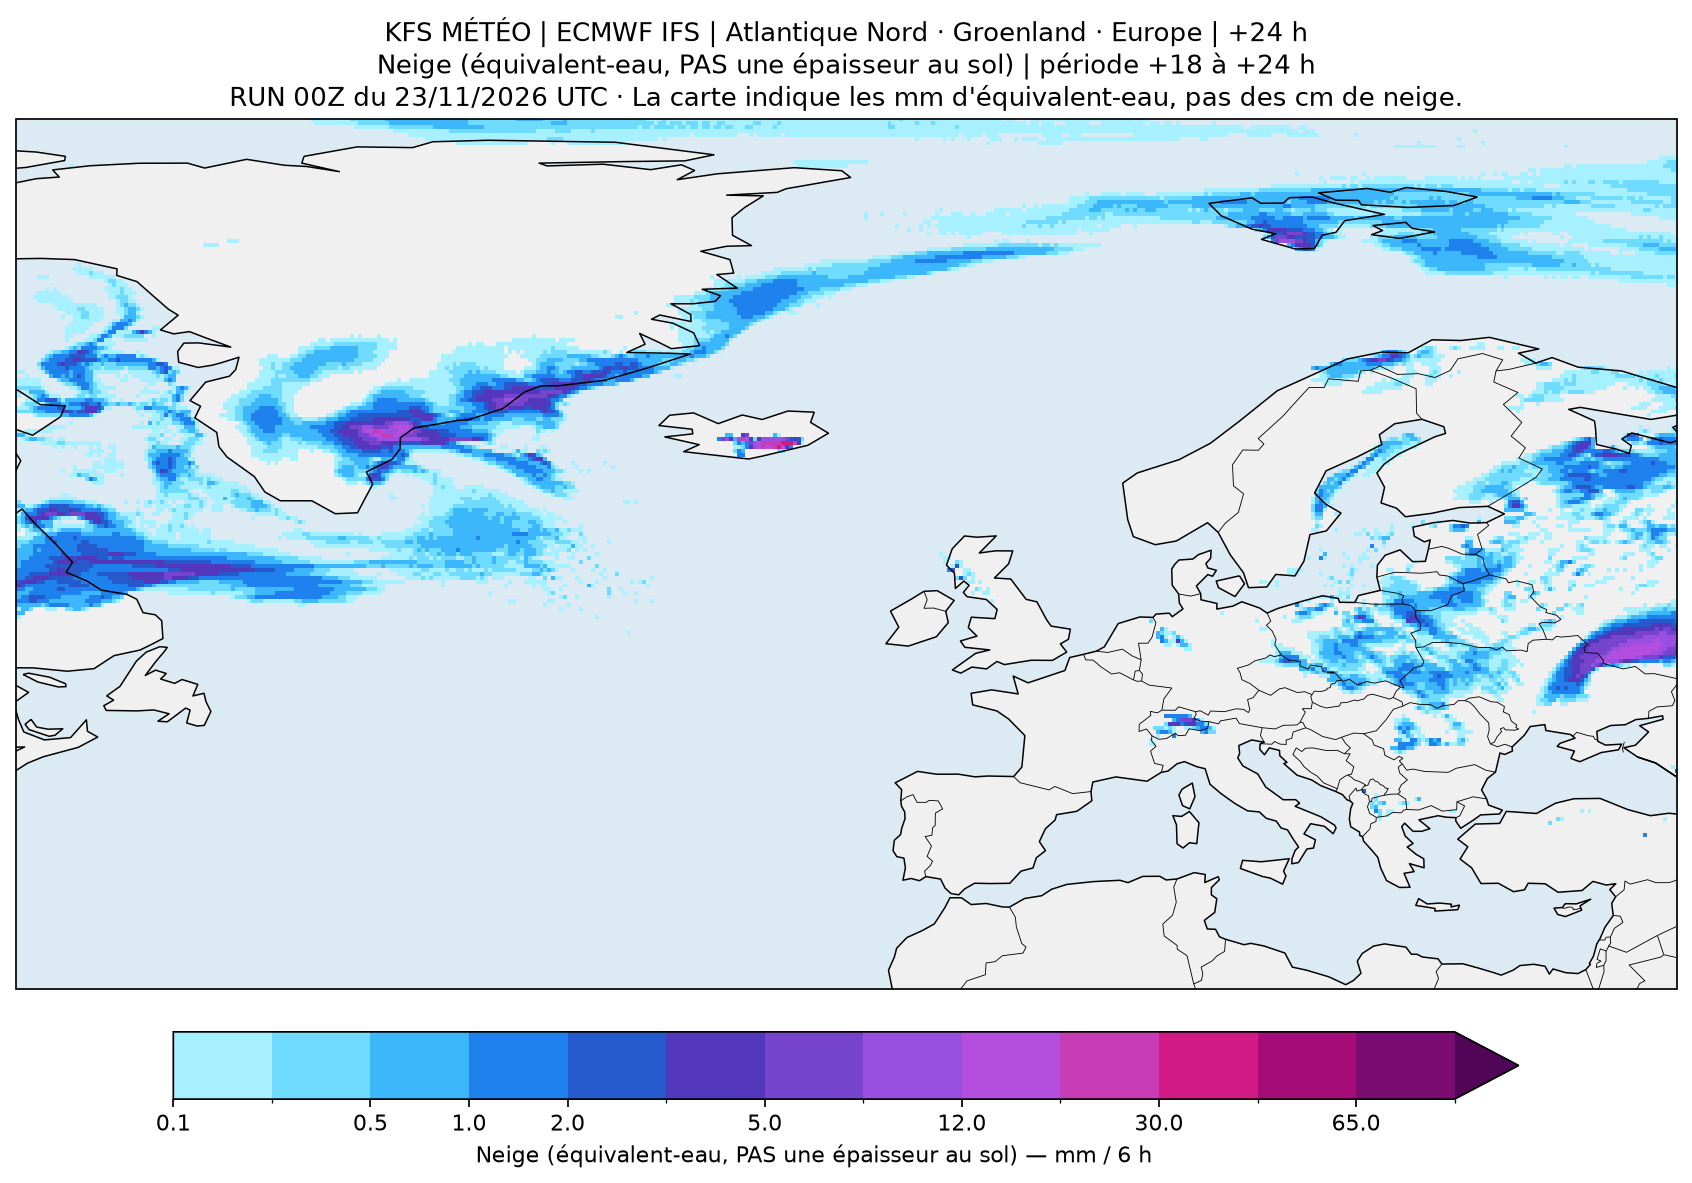 KFS MÉTÉO | ECMWF IFS | Atlantique Nord · Groenland · Europe | +24 h
Neige (équivalent-eau, PAS une épaisseur au sol) | période +18 à +24 h
RUN 00Z du 23/11/2026 UTC · La carte indique les mm d'équivalent-eau, pas des cm de neige.
0.1 0.5 1.0 2.0 5.0 12.0 30.0 65.0
Neige (équivalent-eau, PAS une épaisseur au sol) — mm / 6 h